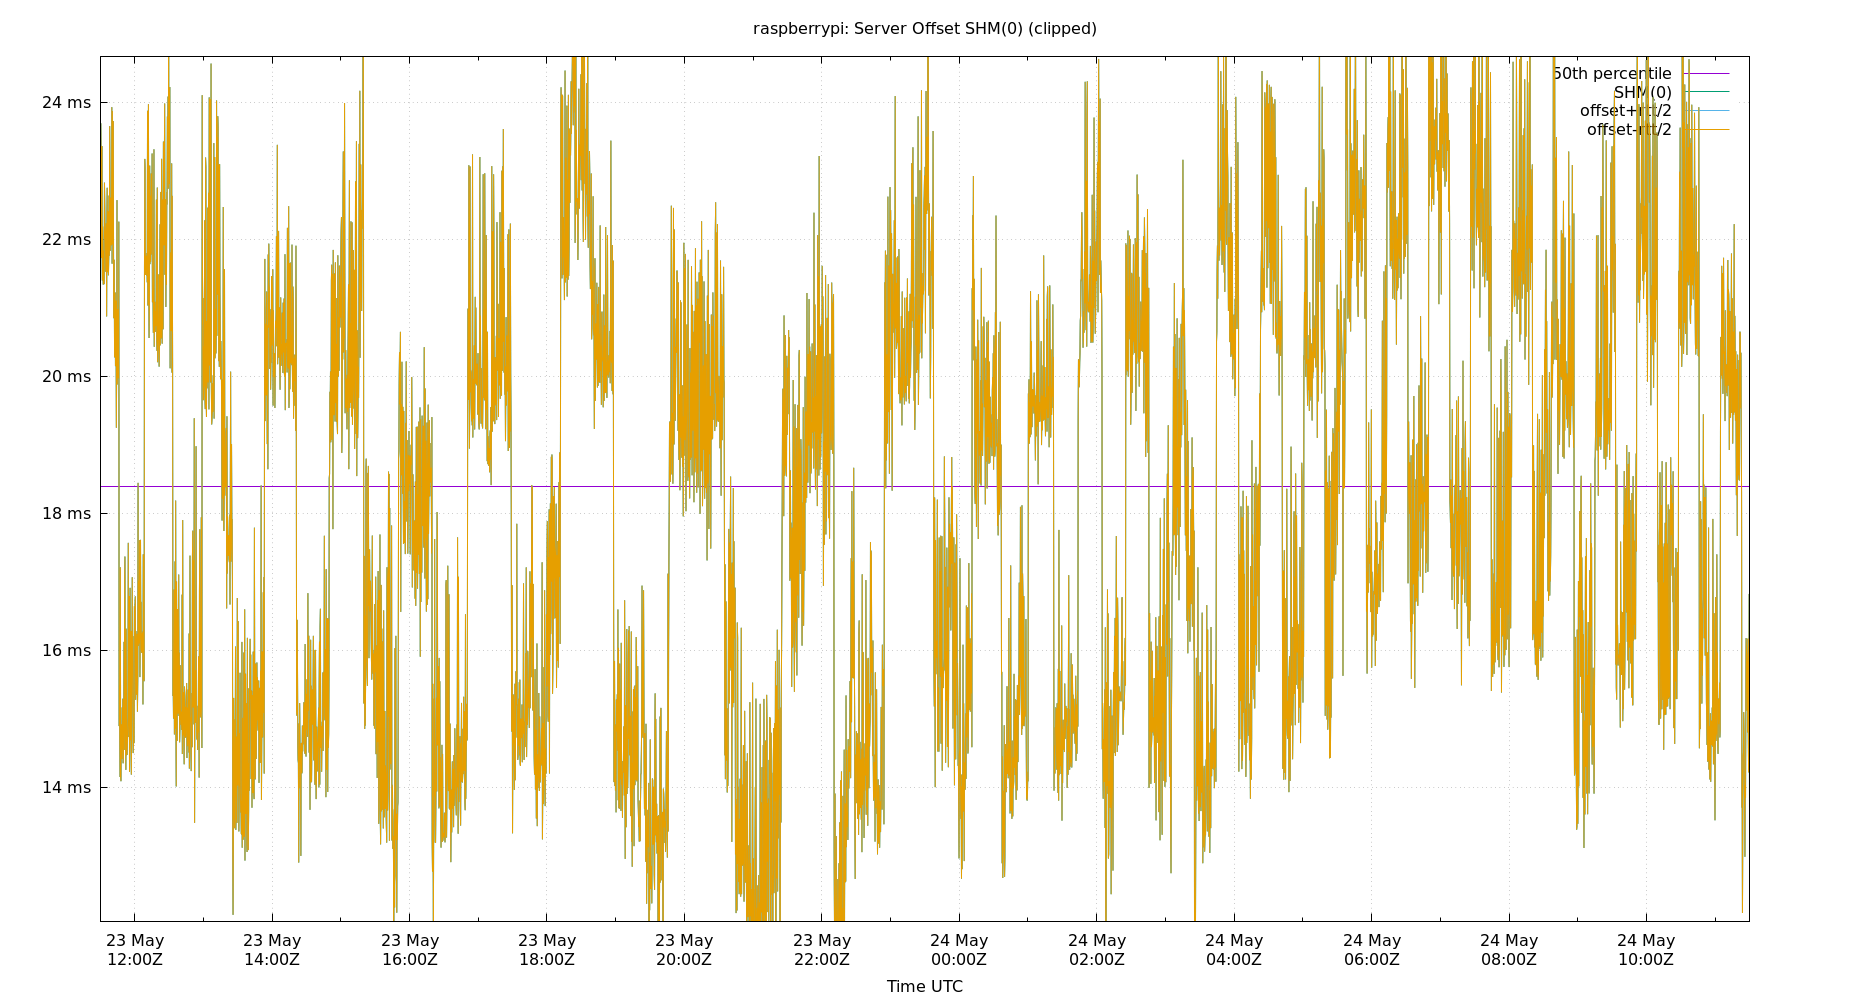 raspberrypi: Server Offset SHM(0) (clipped)
50th percentile
SHM(0)
offset+rtt/2
offset-rtt/2
24 ms
22 ms
20 ms
18 ms
16 ms
14 ms
23 May 12:00Z
23 May 14:00Z
23 May 16:00Z
23 May 18:00Z
23 May 20:00Z
23 May 22:00Z
24 May 00:00Z
24 May 02:00Z
24 May 04:00Z
24 May 06:00Z
24 May 08:00Z
24 May 10:00Z
Time UTC